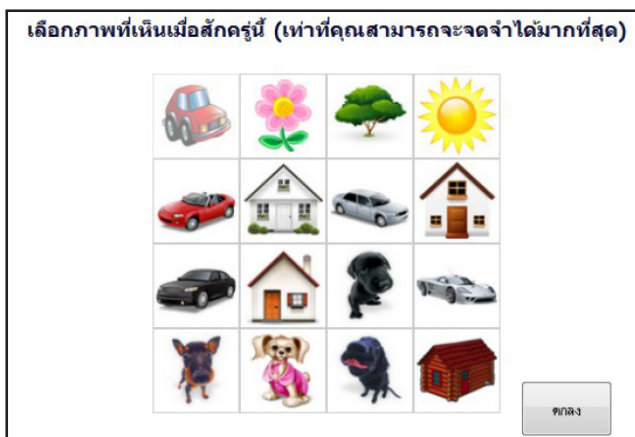 เลือกภาพที่เห็นเมื่อสักครู่นี้ (เท่าที่คุณสามารถจะจดจำได้มากที่สุด)
ตกลง